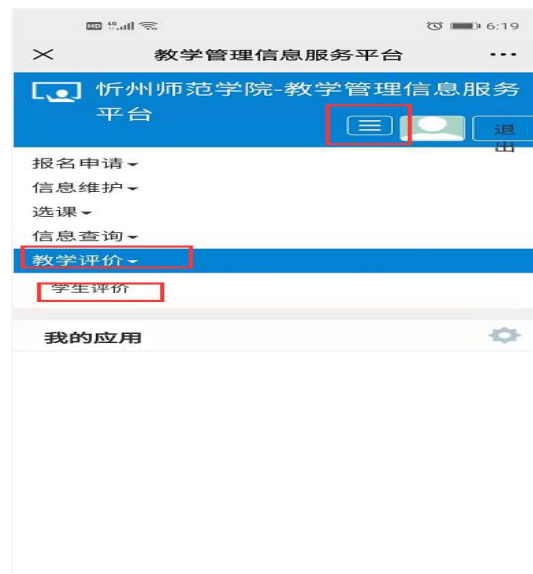 HD 6:19
教学管理信息服务平台
忻州师范学院-教学管理信息服务
平台
退
出
报名申请
信息维护
选课
信息查询
教学评价
学生评价
我的应用